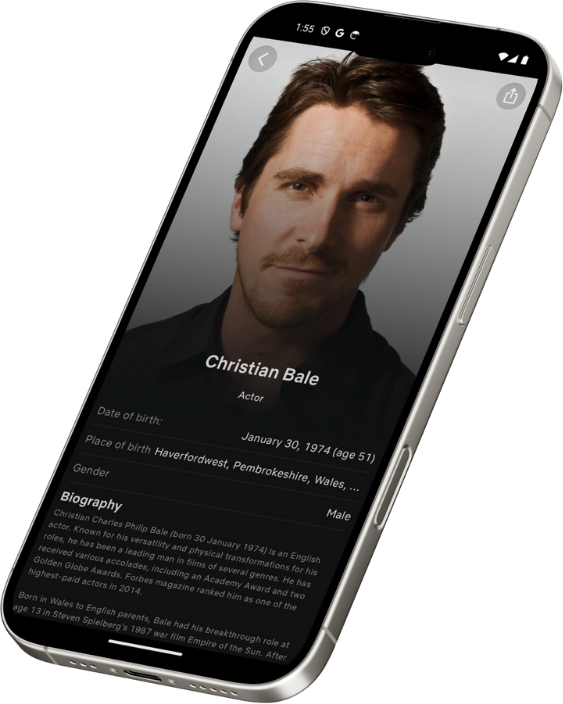 1:55
Christian Bale
Actor
Date of birth:
January 30, 1974 (age 51)
Place of birth Haverfordwest, Pembrokeshire, Wales, ...
Gender
Male
Biography
Christian Charles Philip Bale (born 30 January 1974) is an English
actor. Known for his versatility and physical transformations for his
roles, he has been a leading man in films of several genres. He has
received various accolades, including an Academy Award and two
Golden Globe Awards. Forbes magazine ranked him as one of the
highest-paid actors in 2014.
Born in Wales to English parents, Bale had his breakthrough role at
age 13 in Steven Spielberg's 1987 war film Empire of the Sun. After